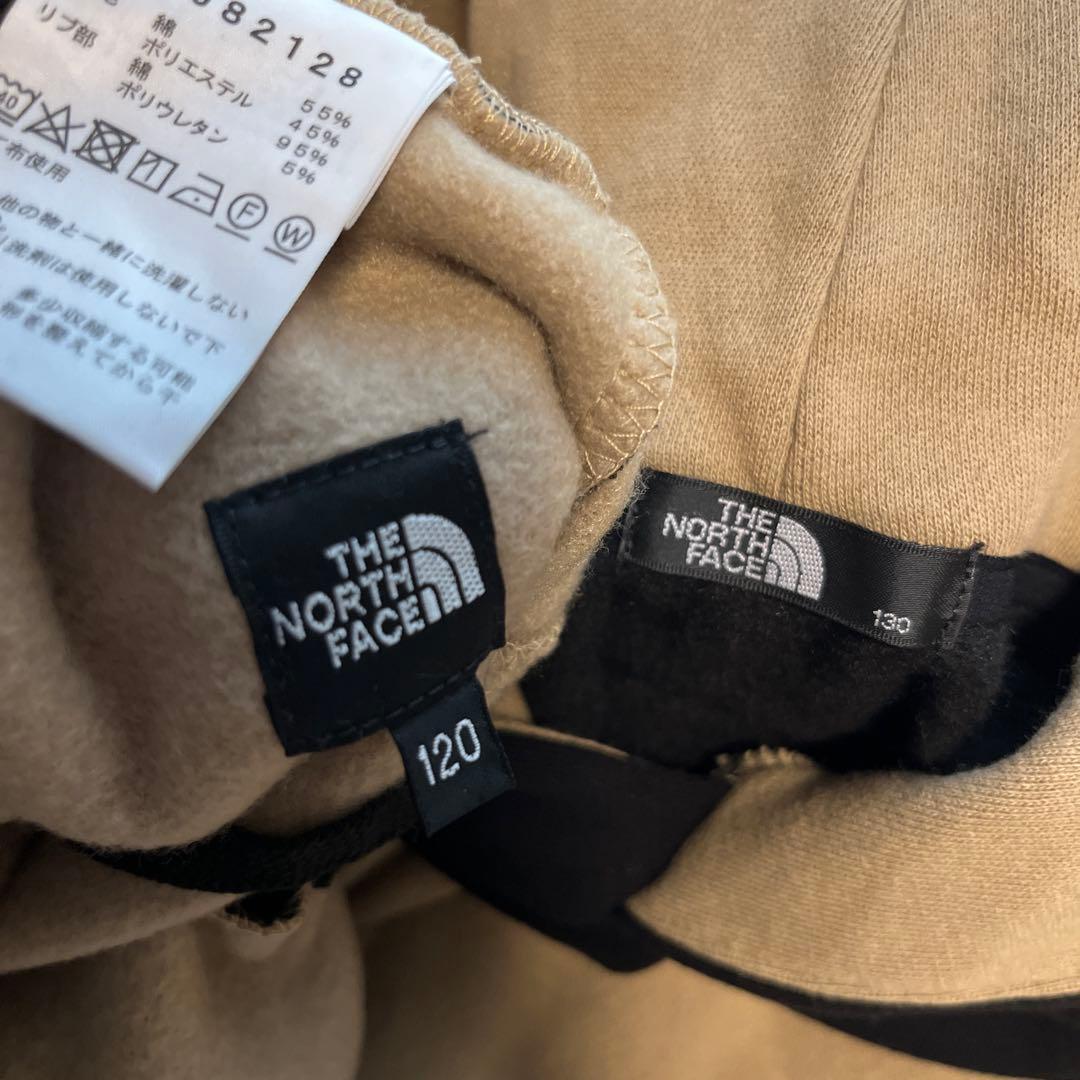 82128
綿 55%
ポリエステル 45%
リブ部 綿 95%
ポリウレタン 5%
40
F W
布使用
他の物と一緒に洗濯しない
洗剤は使用しないで下
多少収縮する可能
を整えてから干
THE
NORTH
FACE
120
THE
NORTH
FACE
130